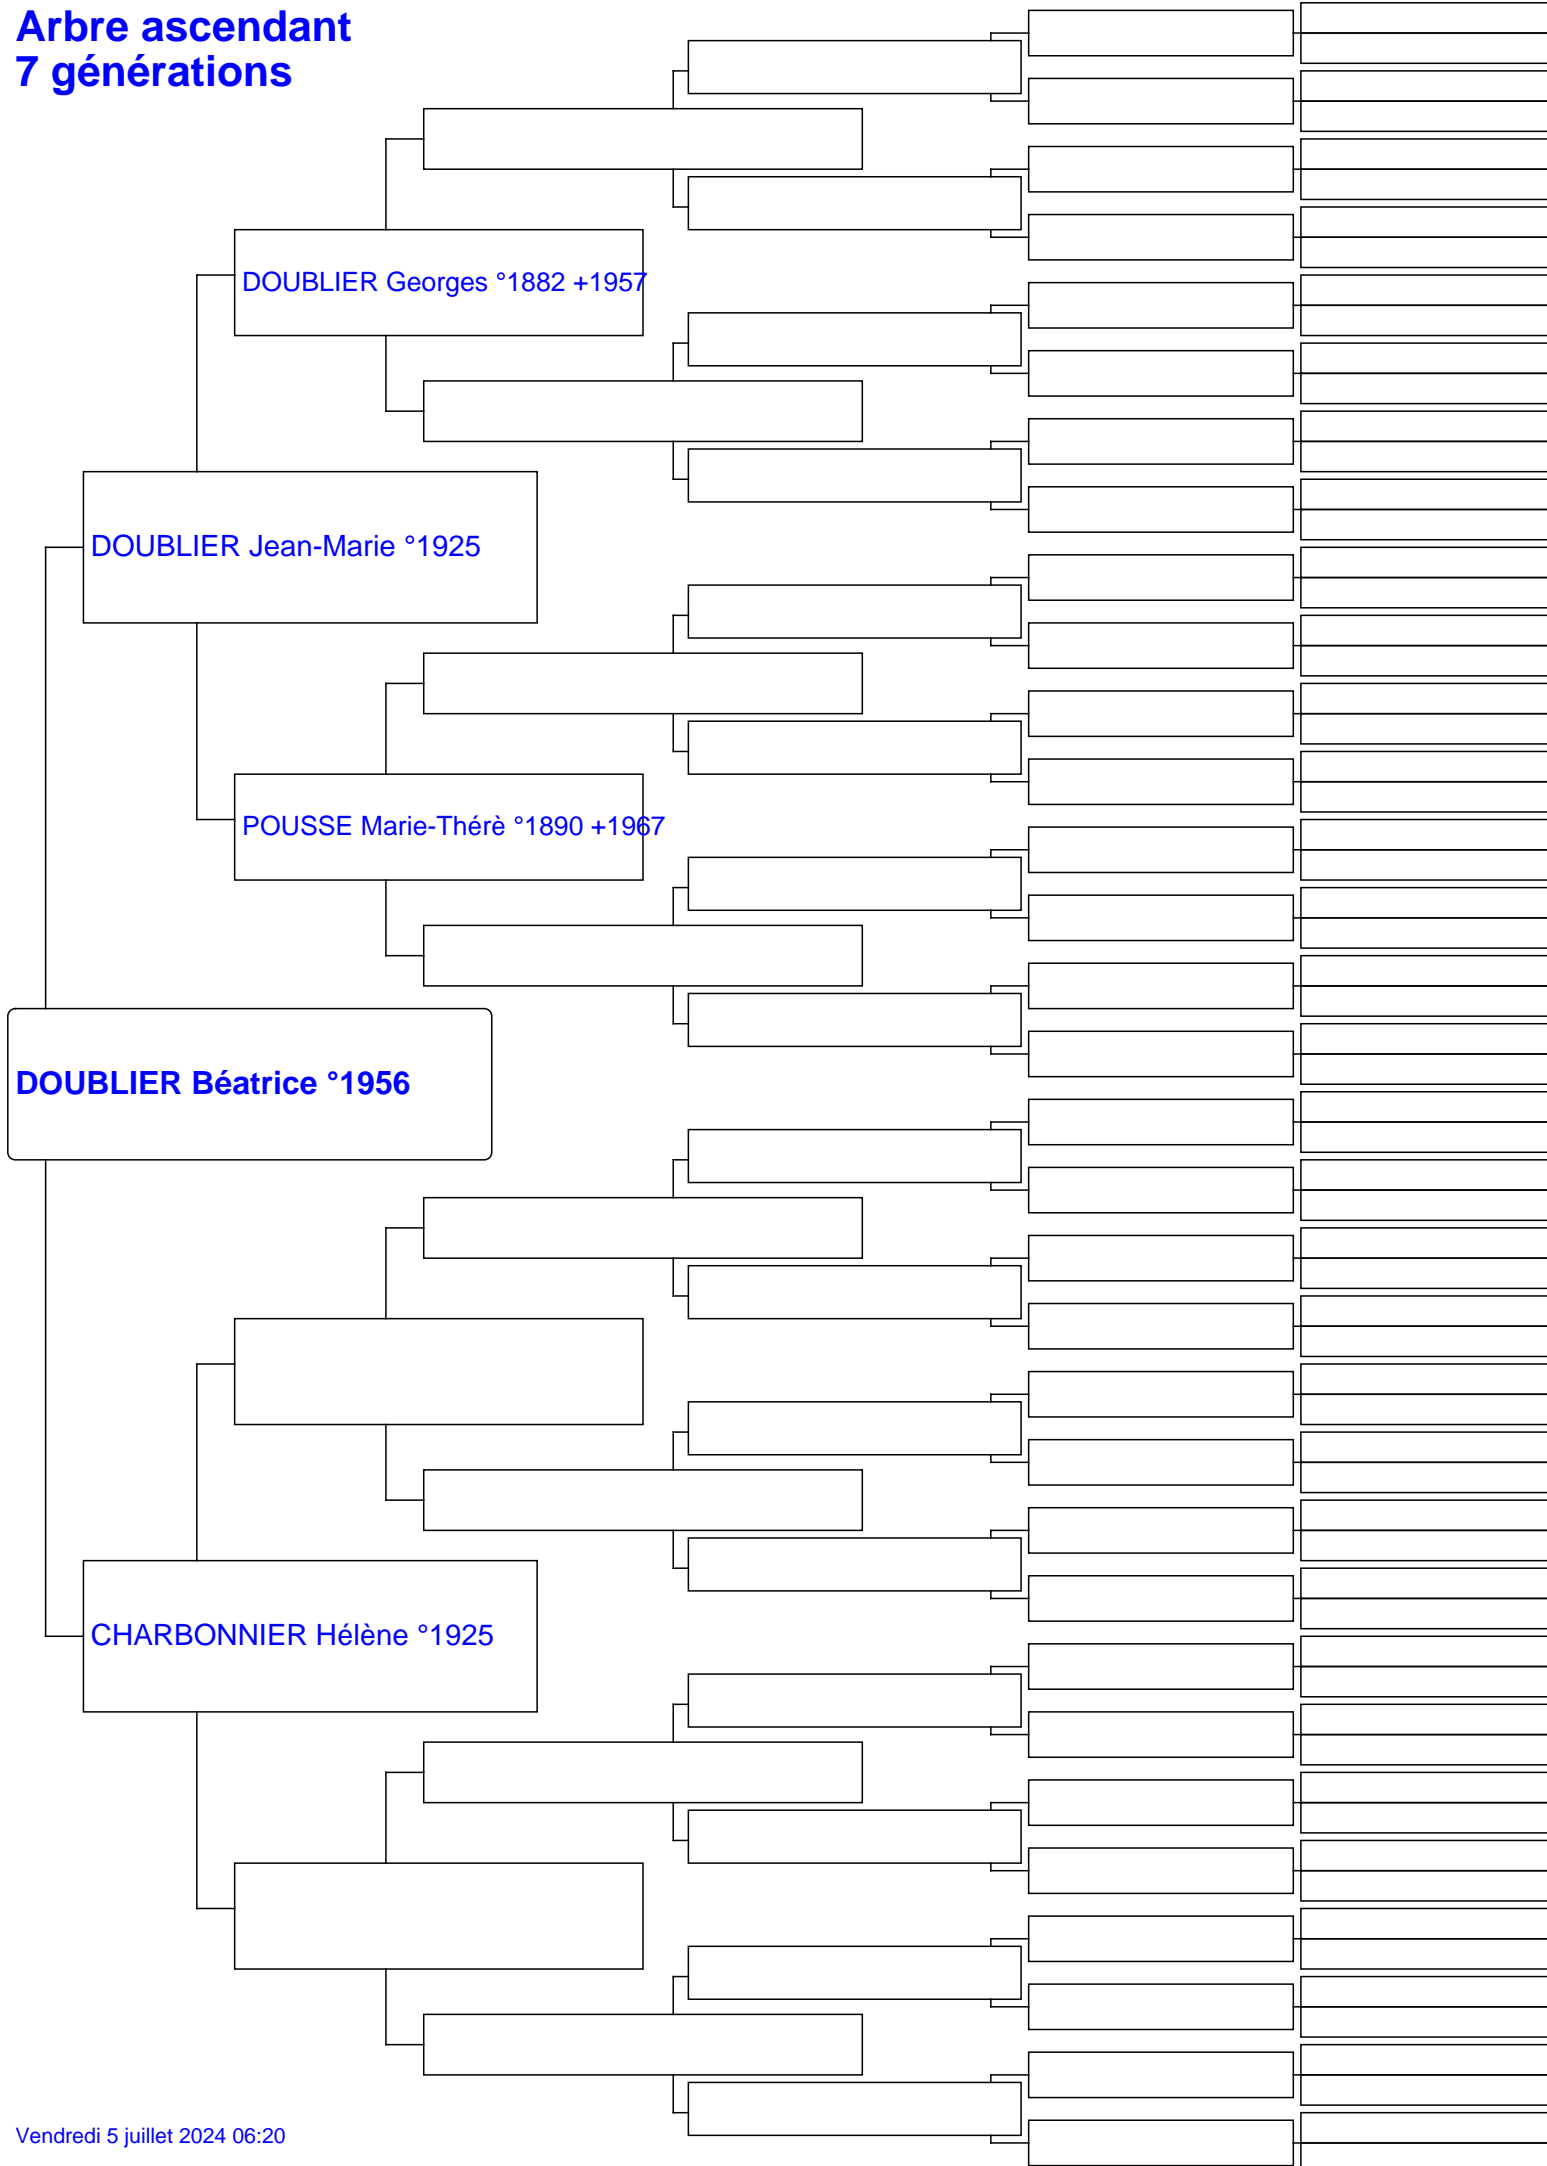 Arbre ascendant
7 générations
DOUBLIER Georges °1882 +1957
DOUBLIER Jean-Marie °1925
POUSSE Marie-Thérè °1890 +1967
DOUBLIER Béatrice °1956
CHARBONNIER Hélène °1925
Vendredi 5 juillet 2024 06:20